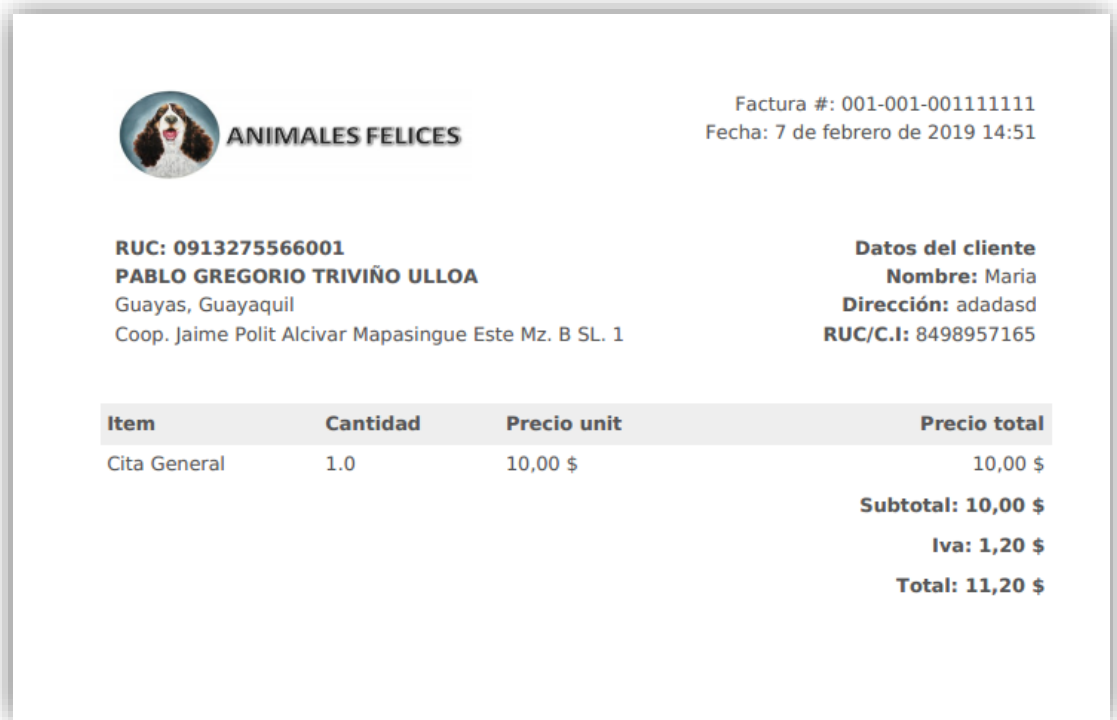 ANIMALES FELICES
Factura #: 001-001-001111111
Fecha: 7 de febrero de 2019 14:51
RUC: 0913275566001
PABLO GREGORIO TRIVIÑO ULLOA
Guayas, Guayaquil
Coop. Jaime Polit Alcivar Mapasingue Este Mz. B SL. 1
Datos del cliente
Nombre: Maria
Dirección: adadasd
RUC/C.I: 8498957165
Item Cantidad Precio unit Precio total
Cita General 1.0 10,00 $ 10,00 $
Subtotal: 10,00 $
Iva: 1,20 $
Total: 11,20 $